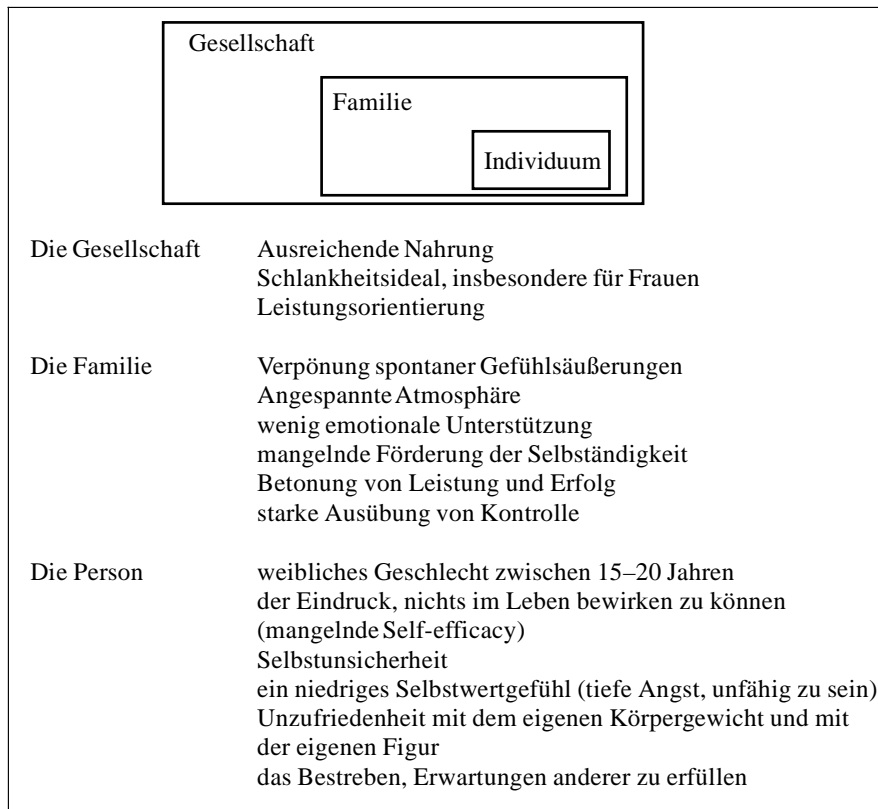 Gesellschaft
Familie
Individuum
Die Gesellschaft Ausreichende Nahrung
Schlankheitsideal, insbesondere für Frauen
Leistungsorientierung
Die Familie Verpönung spontaner Gefühlsäußerungen
Angespannte Atmosphäre
wenig emotionale Unterstützung
mangelnde Förderung der Selbständigkeit
Betonung von Leistung und Erfolg
starke Ausübung von Kontrolle
Die Person weibliches Geschlecht zwischen 15–20 Jahren
der Eindruck, nichts im Leben bewirken zu können
(mangelnde Self-efficacy)
Selbstunsicherheit
ein niedriges Selbstwertgefühl (tiefe Angst, unfähig zu sein)
Unzufriedenheit mit dem eigenen Körpergewicht und mit
der eigenen Figur
das Bestreben, Erwartungen anderer zu erfüllen